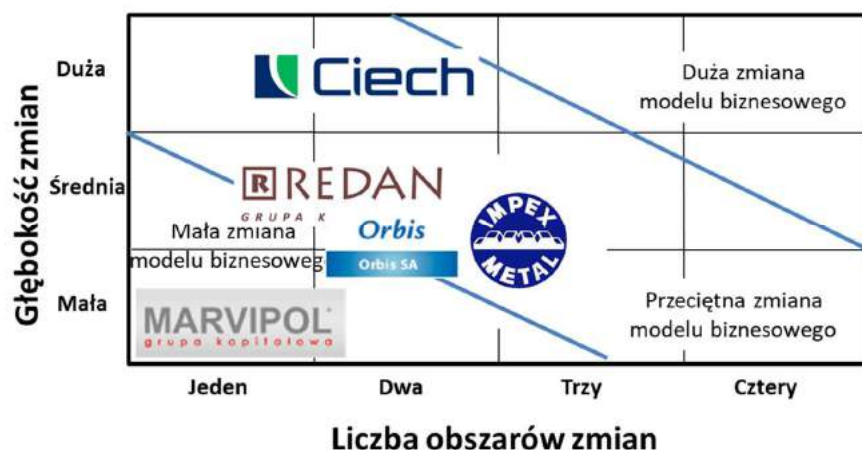 Głębokość zmian
Duża
Średnia
Mała
Ciech
Duża zmiana
modelu biznesowego
R REDAN
GRUPA K
Mała zmiana
modelu biznesoweg
Orbis
Orbis SA
IMPEX
METAL
MARVIPOL
grupa kapitałowa
Przeciętna zmiana
modelu biznesowego
Jeden
Dwa
Trzy
Cztery
Liczba obszarów zmian